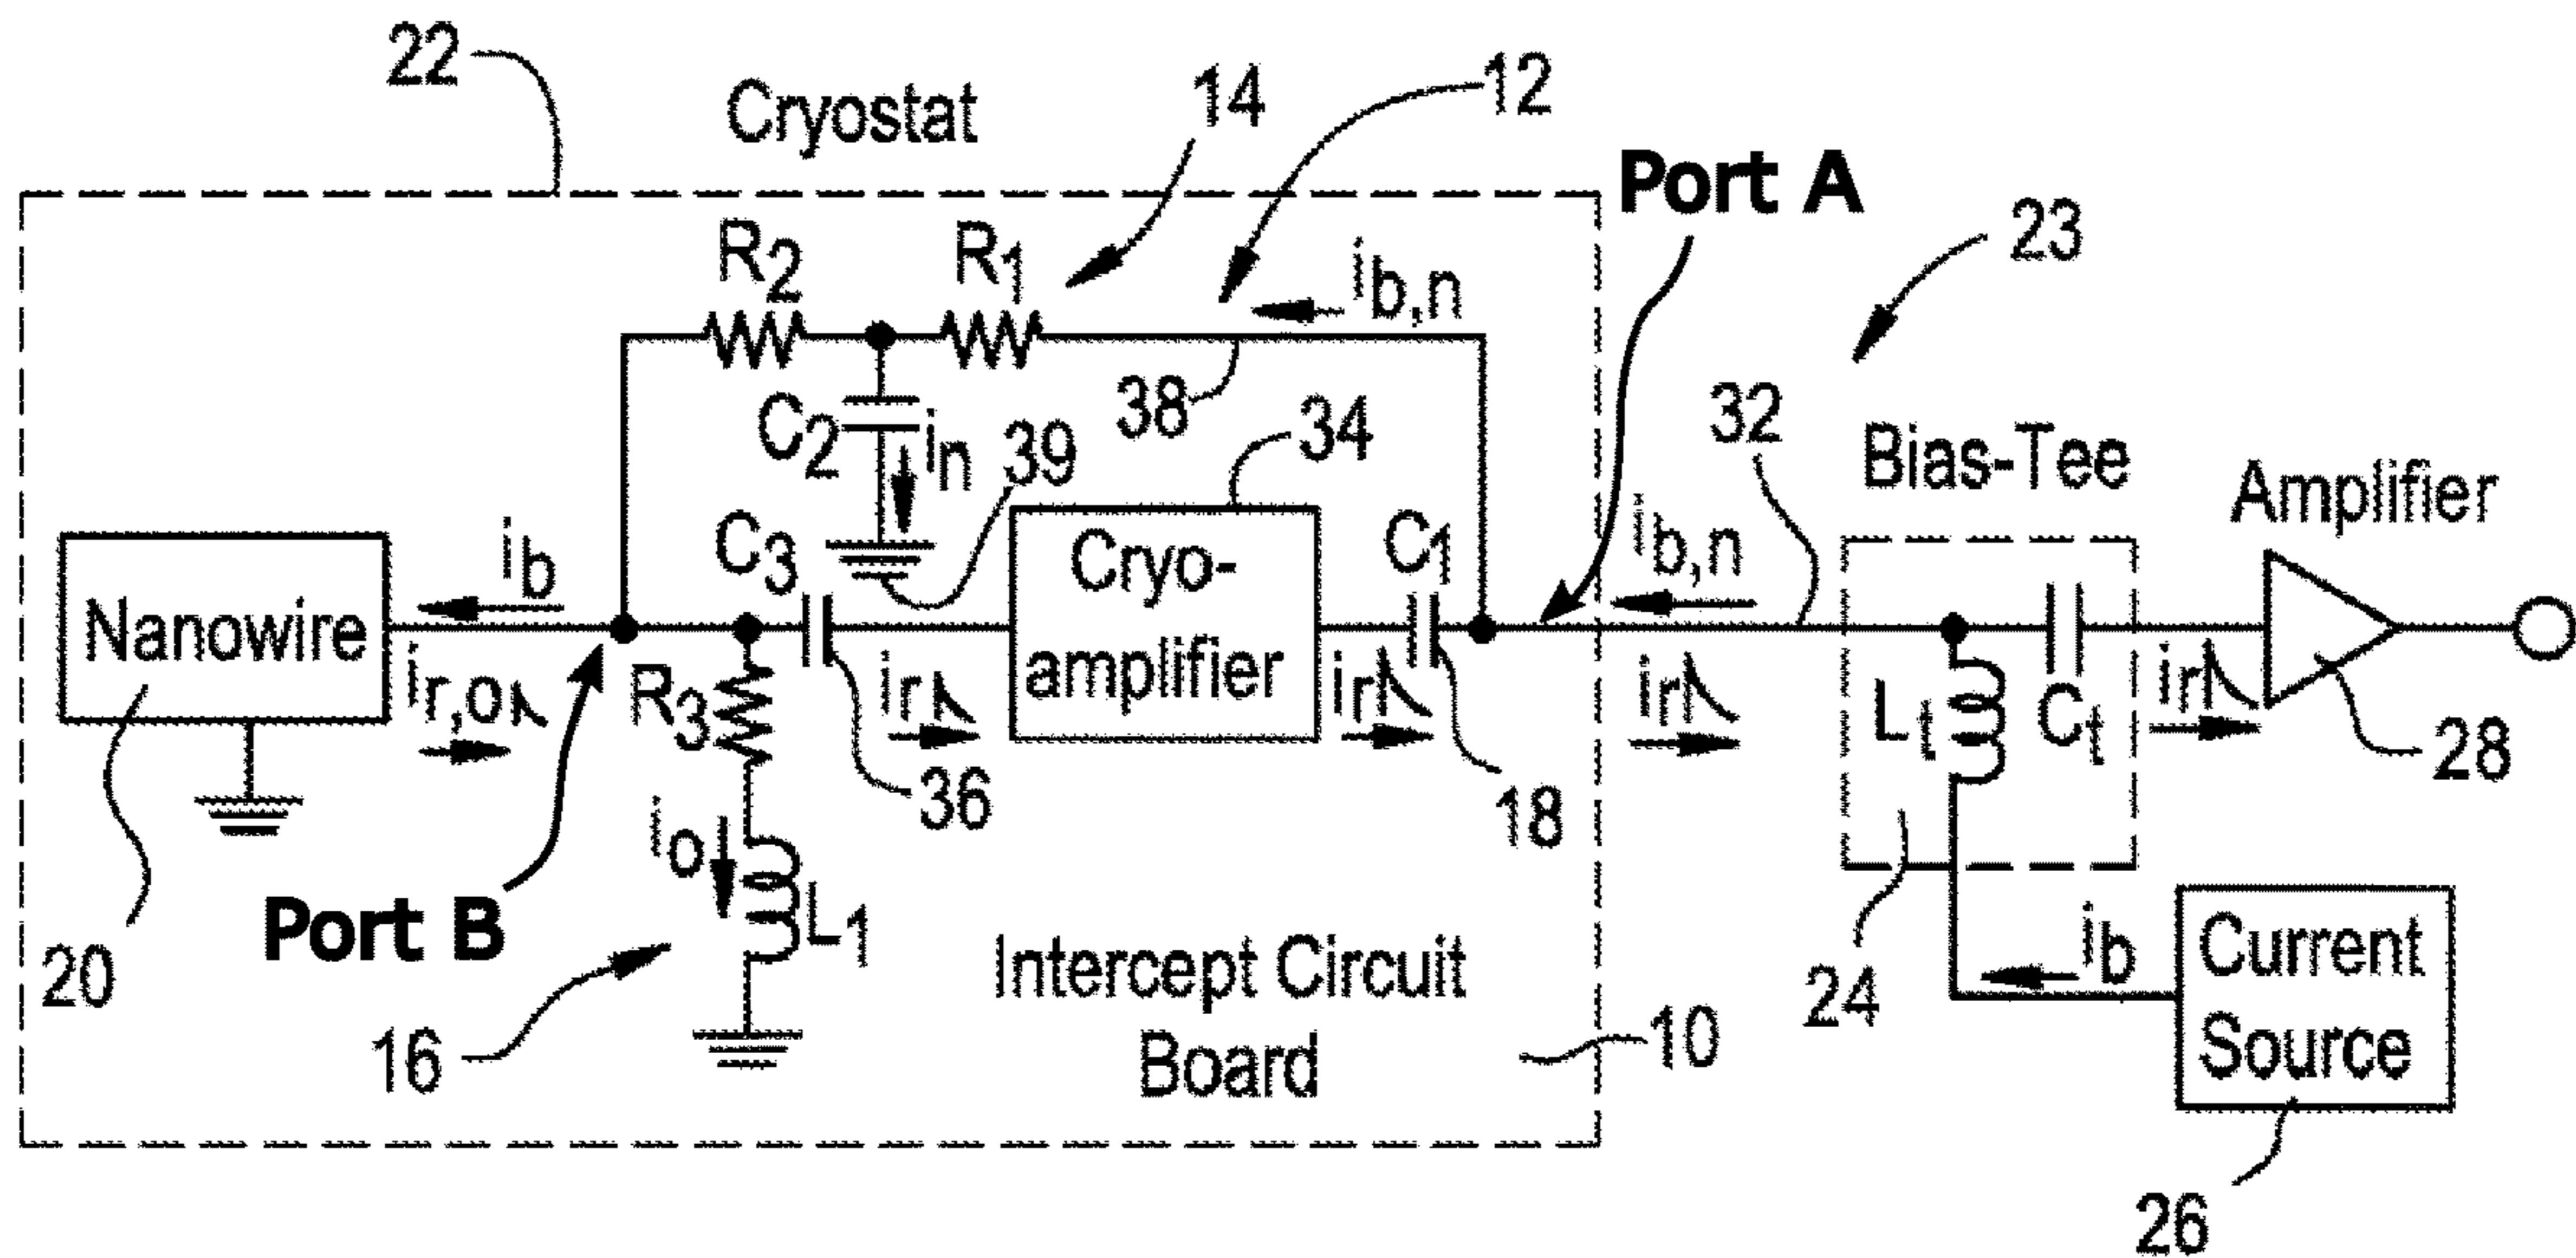 22
Cryostat
14
12
Port A
23
R2
R1
ib,n
38
C2
in
39
34
32
Bias-Tee
Amplifier
Nanowire
ib
ir,o
C3
Cryo-
amplifier
C1
ib,n
R3
ir
ir
ir
Lt
Ct
ir
28
36
18
io
L1
Port B
20
16
Intercept Circuit
Board
10
24
ib
Current
Source
26